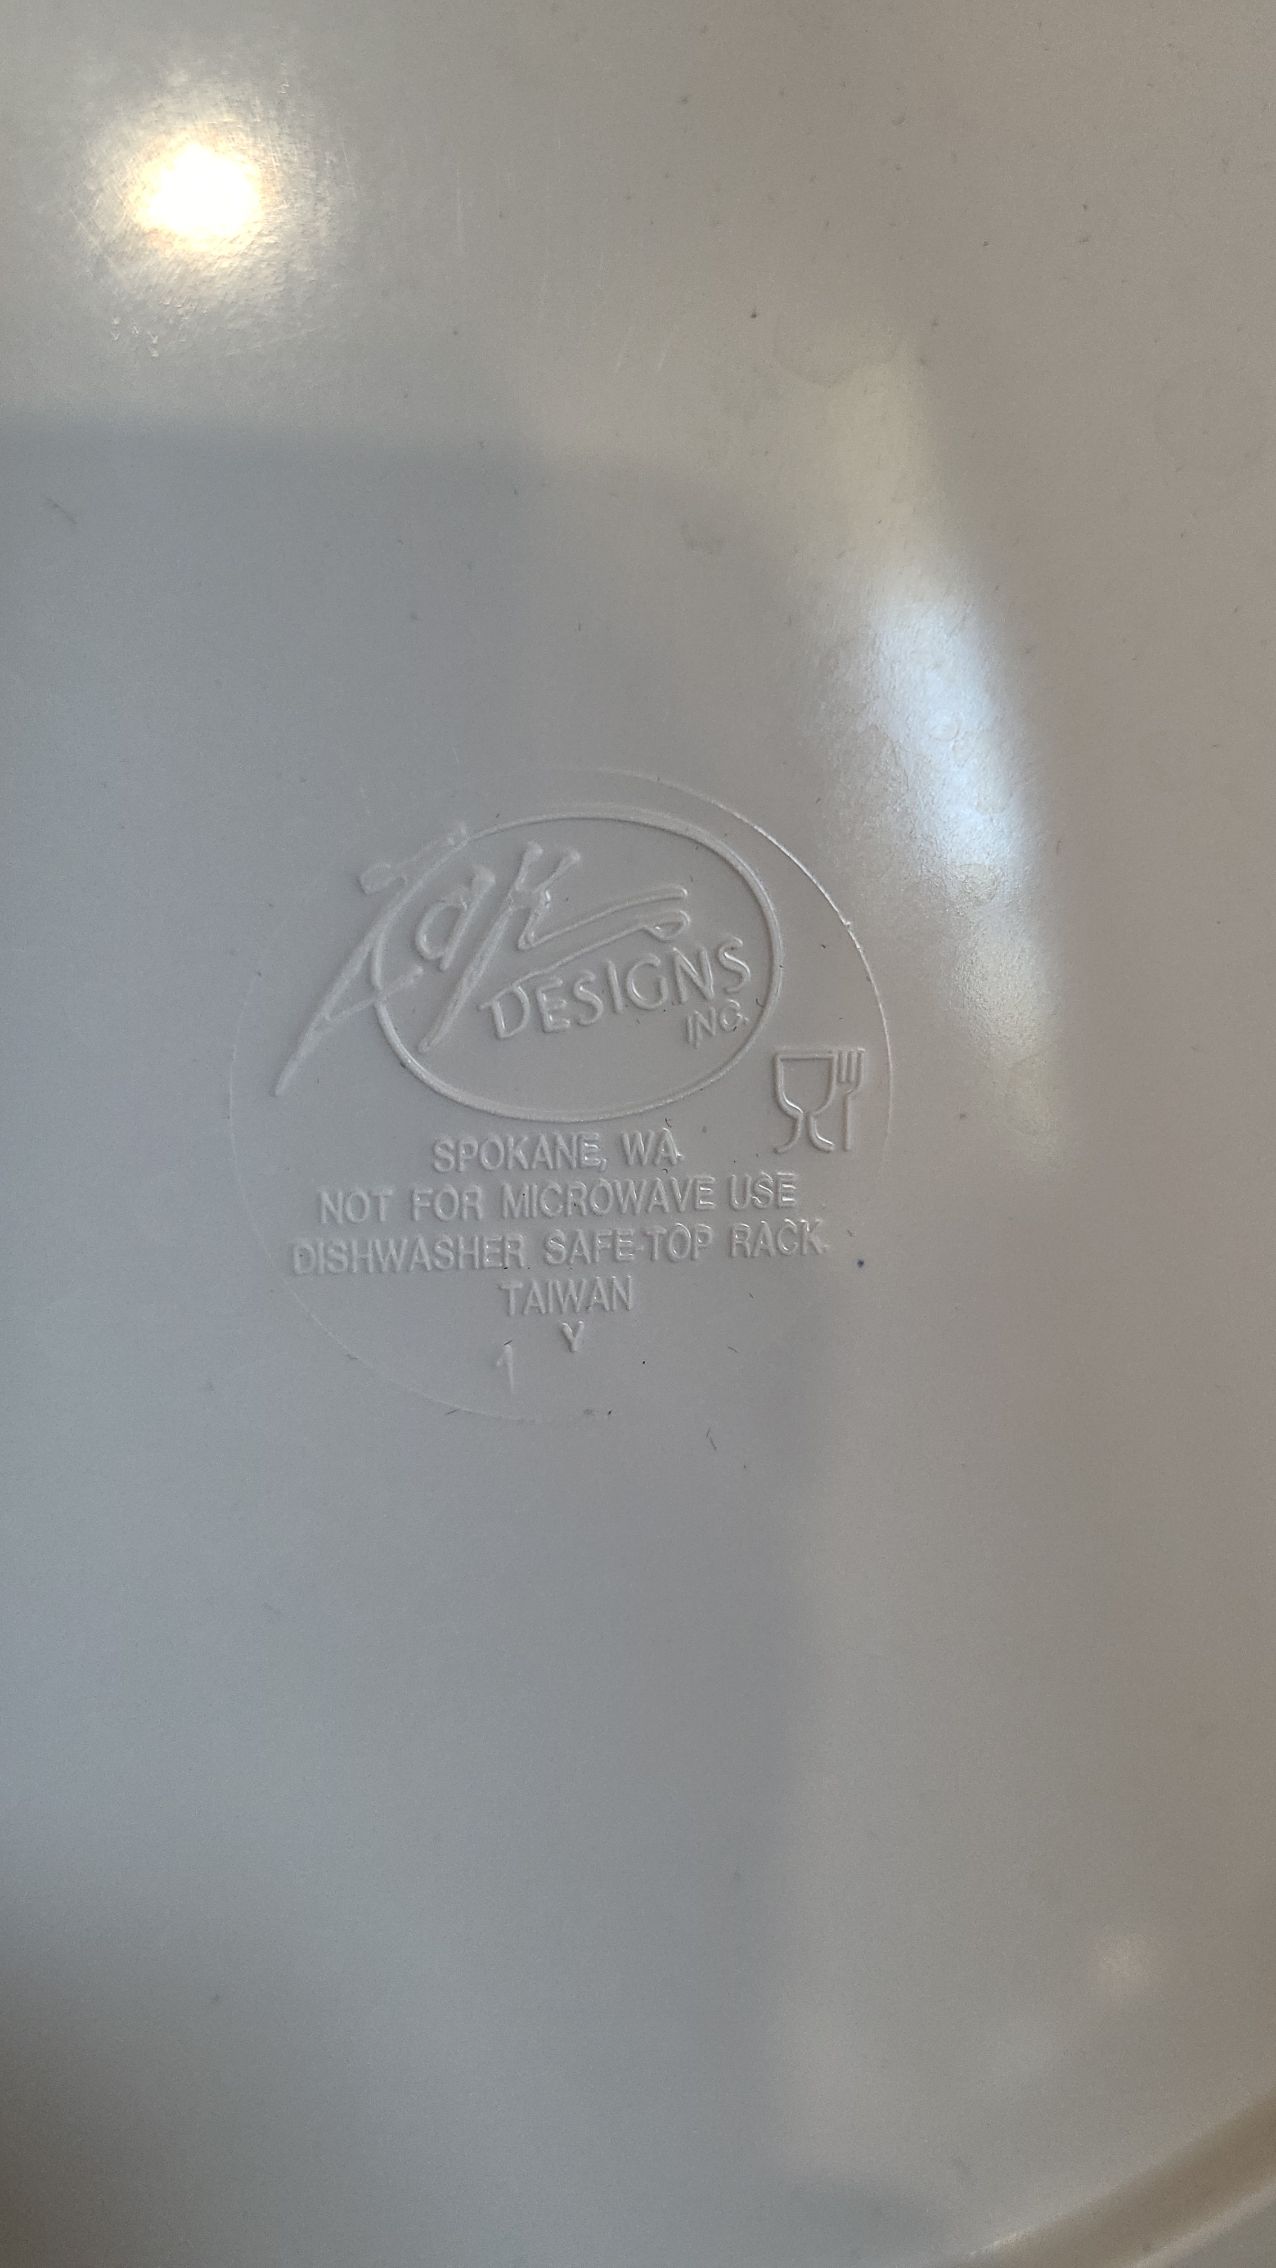 Zak
DESIGNS
INC.
SPOKANE, WA
NOT FOR MICROWAVE USE
DISHWASHER SAFE-TOP RACK
TAIWAN
Y
1